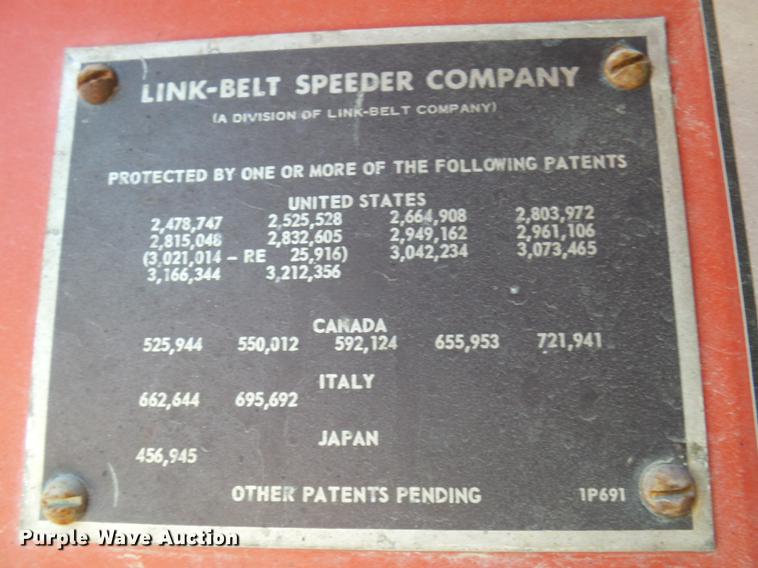 LINK-BELT SPEEDER COMPANY
(A DIVISION OF LINK-BELT COMPANY)
PROTECTED BY ONE OR MORE OF THE FOLLOWING PATENTS
UNITED STATES
2,478,747 2,525,528 2,664,908 2,803,972
2,815,048 2,832,605 2,949,162 2,961,106
(3,021,014 - RE 25,916) 3,042,234 3,073,465
3,166,344 3,212,356
CANADA
525,944 550,012 592,124 655,953 721,941
ITALY
662,644 695,692
JAPAN
456,945
OTHER PATENTS PENDING 1P691
Purple Wave Auction